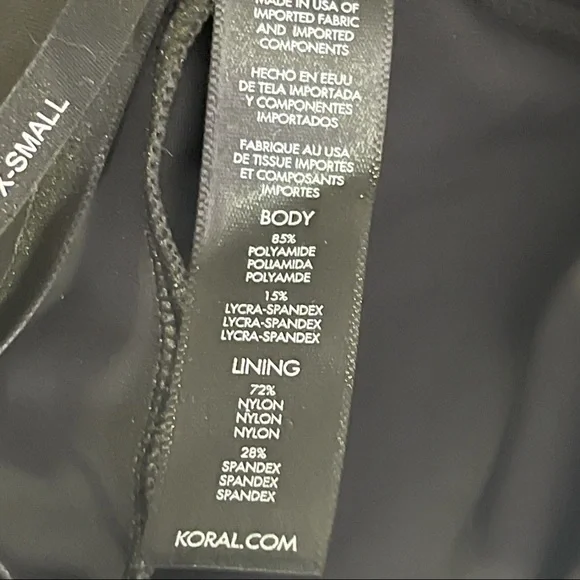 X-SMALL
MADE IN USA OF
IMPORTED FABRIC
AND IMPORTED
COMPONENTS
HECHO EN EEUU
DE TELA IMPORTADA
Y COMPONENTES
IMPORTADOS
FABRIQUE AU USA
DE TISSUE IMPORTES
ET COMPOSANTS
IMPORTES
BODY
85%
POLYAMIDE
POLIAMIDA
POLYAMDE
15%
LYCRA-SPANDEX
LYCRA-SPANDEX
LYCRA-SPANDEX
LINING
72%
NYLON
NYLON
NYLON
28%
SPANDEX
SPANDEX
SPANDEX
KORAL.COM